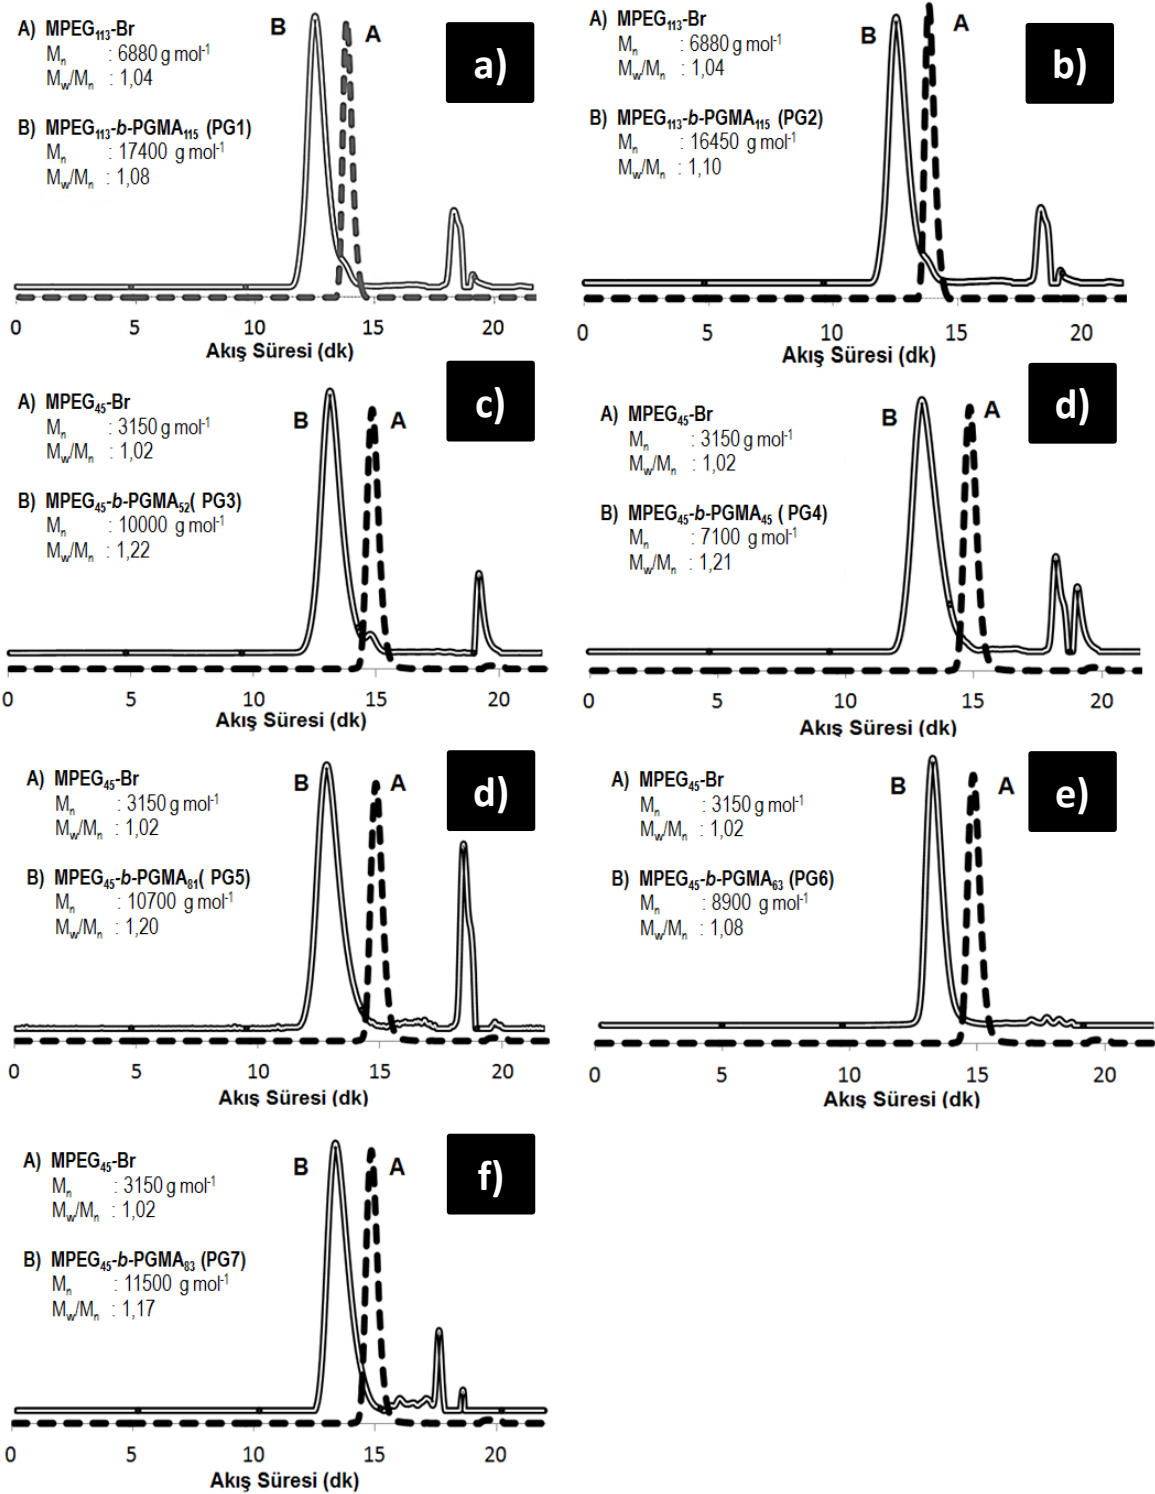 A) MPEG113-Br
Mn : 6880 g mol-1
Mw/Mn : 1,04
B) MPEG113-b-PGMA115 (PG1)
Mn : 17400 g mol-1
Mw/Mn : 1,08
B
A
a)
0 5 10 15 20
Akış Süresi (dk)
A) MPEG113-Br
Mn : 6880 g mol-1
Mw/Mn : 1,04
B) MPEG113-b-PGMA115 (PG2)
Mn : 16450 g mol-1
Mw/Mn : 1,10
B
A
b)
0 5 10 15 20
Akış Süresi (dk)
A) MPEG45-Br
Mn : 3150 g mol-1
Mw/Mn : 1,02
B) MPEG45-b-PGMA52( PG3)
Mn : 10000 g mol-1
Mw/Mn : 1,22
B
A
c)
0 5 10 15 20
Akış Süresi (dk)
A) MPEG45-Br
Mn : 3150 g mol-1
Mw/Mn : 1,02
B) MPEG45-b-PGMA45 ( PG4)
Mn : 7100 g mol-1
Mw/Mn : 1,21
B
A
d)
0 5 10 15 20
Akış Süresi (dk)
A) MPEG45-Br
Mn : 3150 g mol-1
Mw/Mn : 1,02
B) MPEG45-b-PGMA81( PG5)
Mn : 10700 g mol-1
Mw/Mn : 1,20
B
A
d)
0 5 10 15 20
Akış Süresi (dk)
A) MPEG45-Br
Mn : 3150 g mol-1
Mw/Mn : 1,02
B) MPEG45-b-PGMA63 (PG6)
Mn : 8900 g mol-1
Mw/Mn : 1,08
B
A
e)
0 5 10 15 20
Akış Süresi (dk)
A) MPEG45-Br
Mn : 3150 g mol-1
Mw/Mn : 1,02
B) MPEG45-b-PGMA83 (PG7)
Mn : 11500 g mol-1
Mw/Mn : 1,17
B
A
f)
0 5 10 15 20
Akış Süresi (dk)